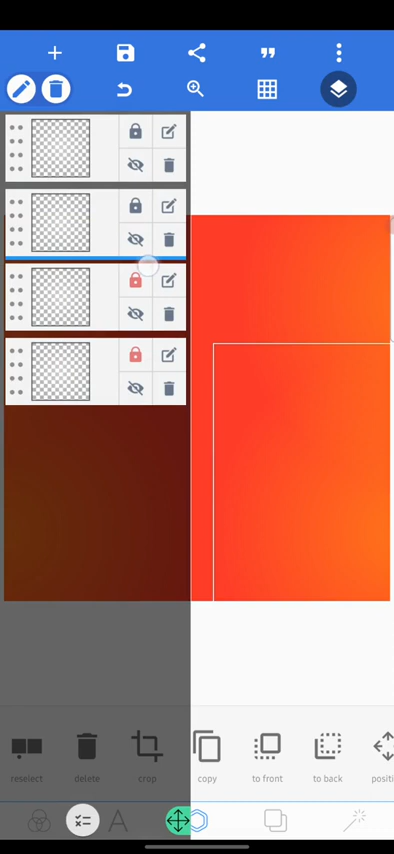 reselect
delete
crop
copy
to front
to back
positi